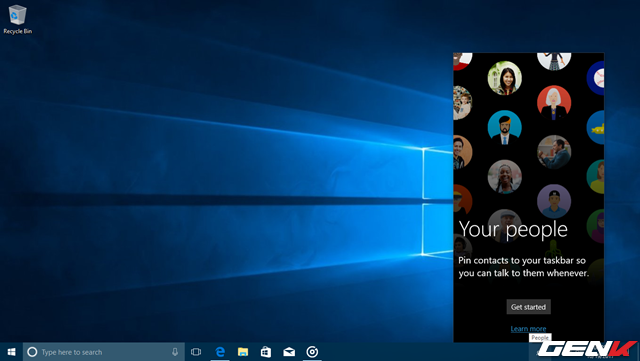 Recycle Bin
Your people
Pin contacts to your taskbar so
you can talk to them whenever.
Get started
Learn more
People
Type here to search
GENK